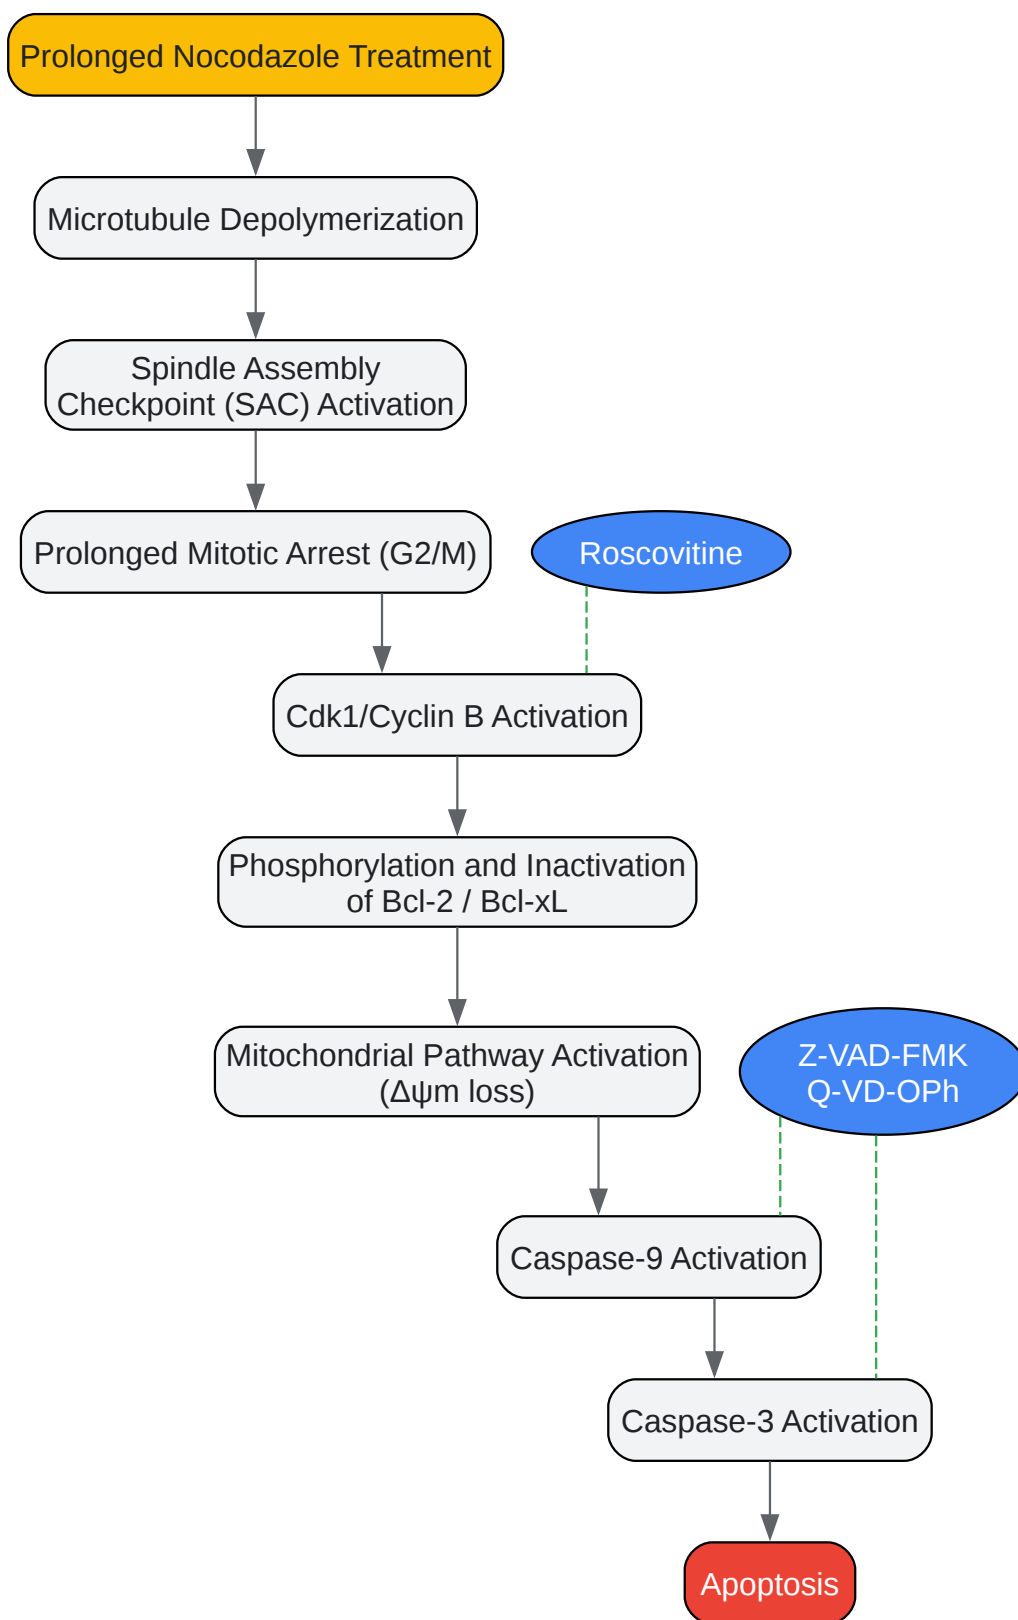 Prolonged Nocodazole Treatment
Microtubule Depolymerization
Spindle Assembly
Checkpoint (SAC) Activation
Prolonged Mitotic Arrest (G2/M)
Roscovitine
Cdk1/Cyclin B Activation
Phosphorylation and Inactivation
of Bcl-2 / Bcl-xL
Mitochondrial Pathway Activation
(Δψm loss)
Z-VAD-FMK
Q-VD-OPh
Caspase-9 Activation
Caspase-3 Activation
Apoptosis